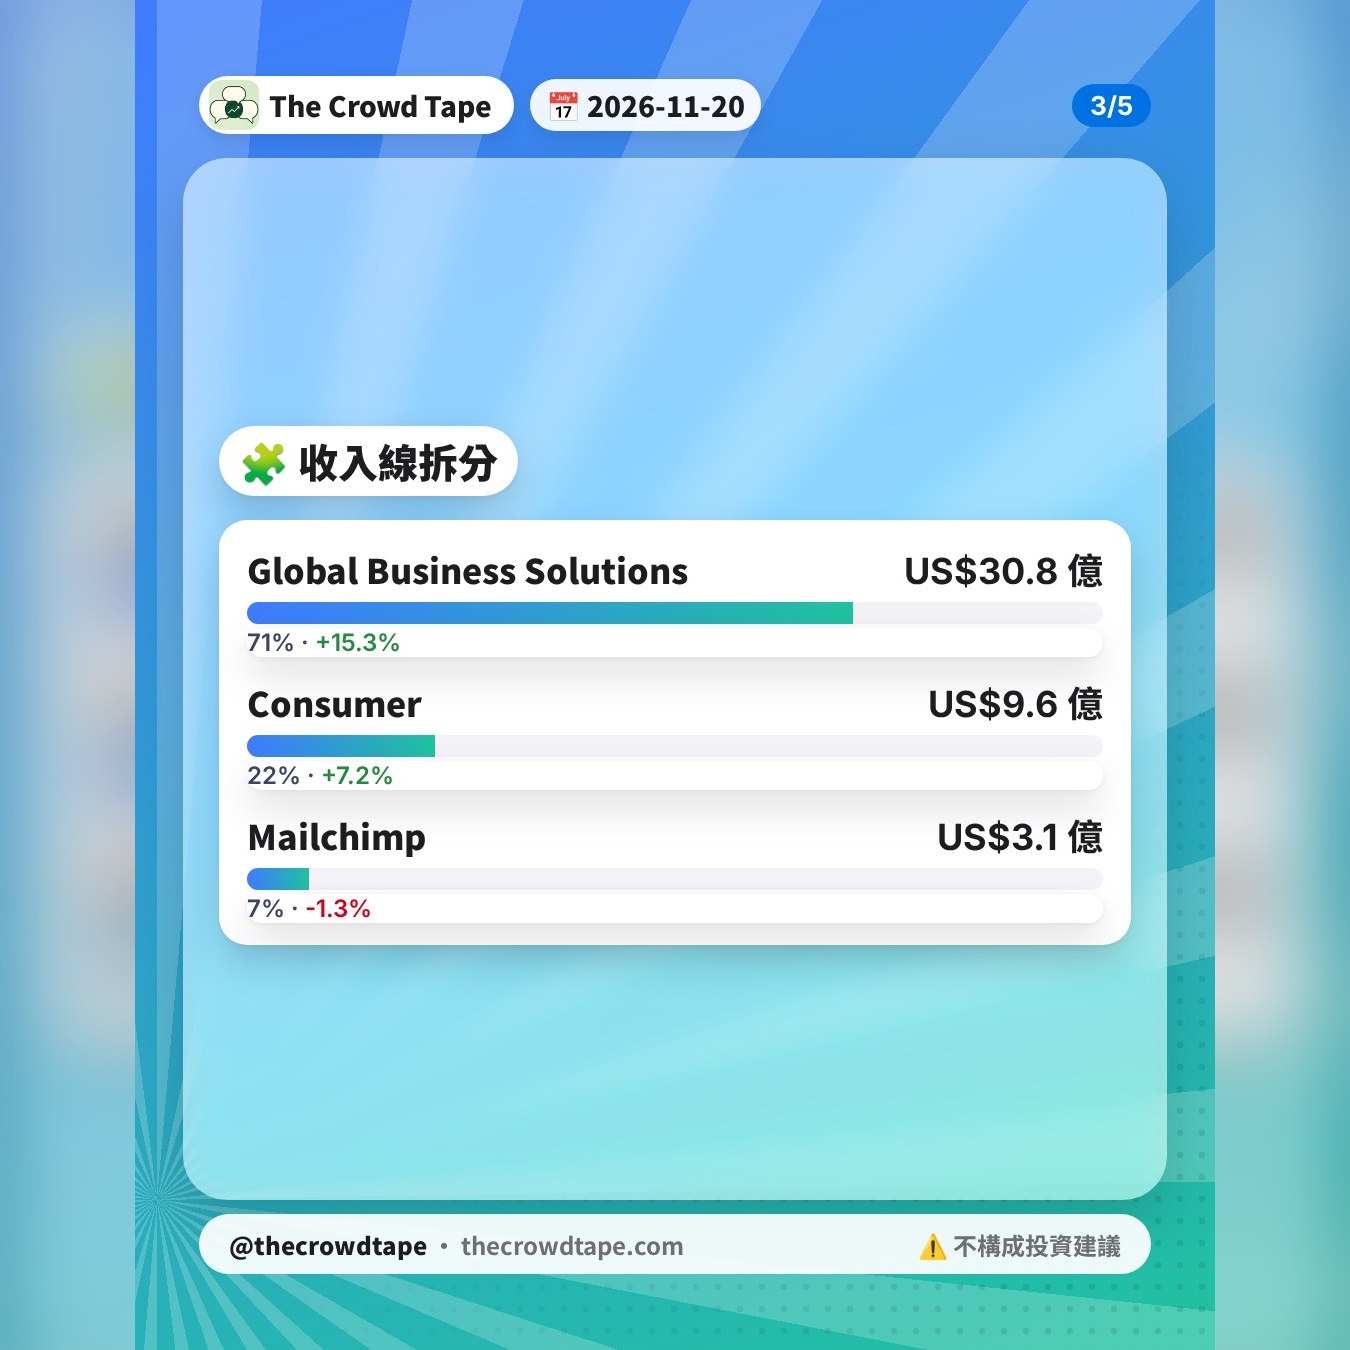 The Crowd Tape
📅 2026-11-20
3/5
🧩 收入線拆分
Global Business Solutions US$30.8 億
71% · +15.3%
Consumer US$9.6 億
22% · +7.2%
Mailchimp US$3.1 億
7% · -1.3%
@thecrowdtape · thecrowdtape.com ⚠️ 不構成投資建議